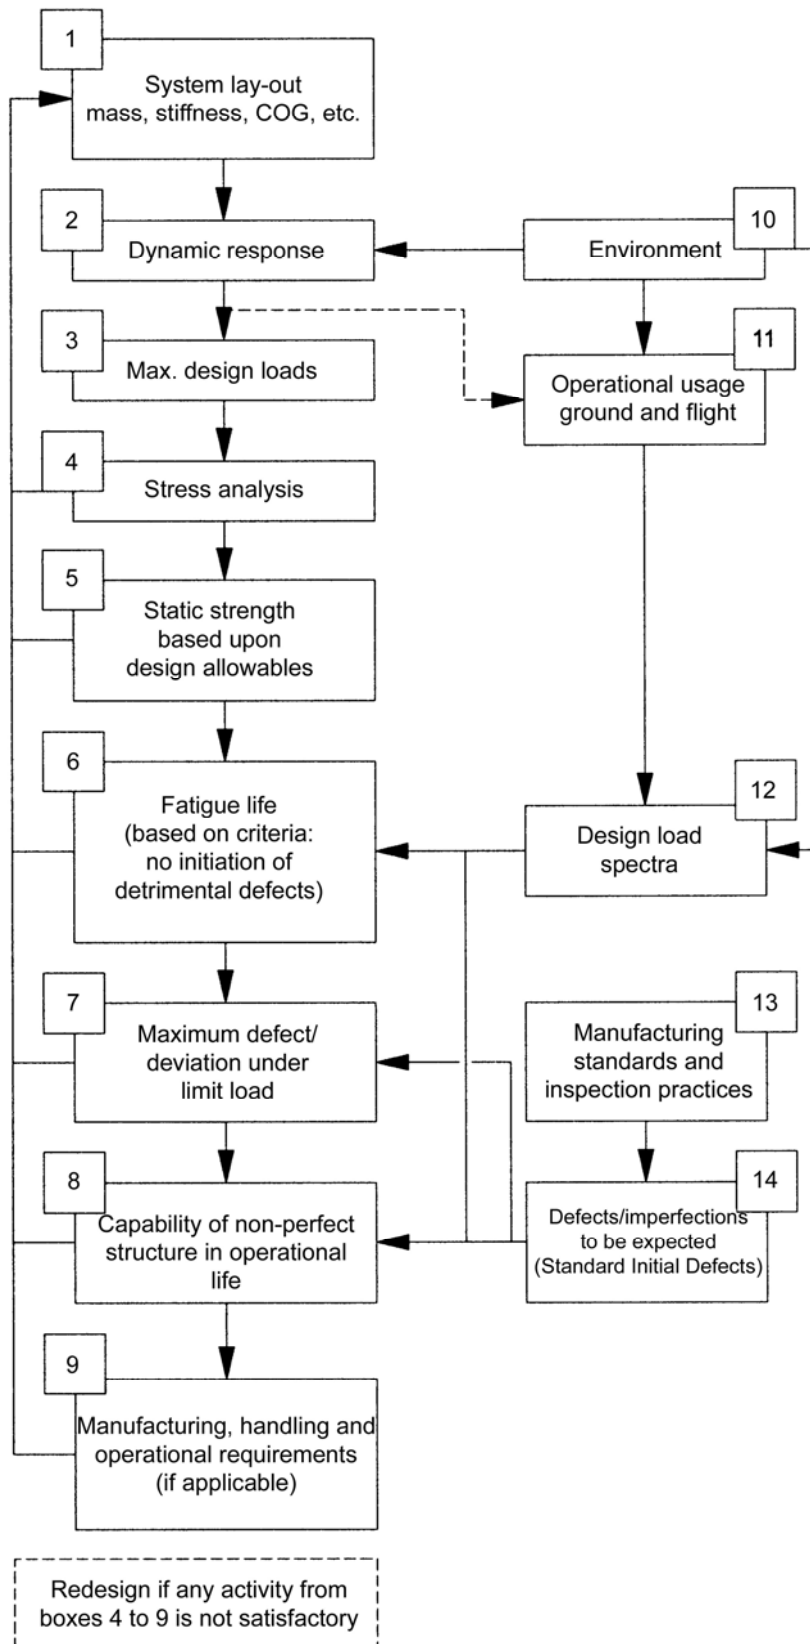 1
System lay-out
mass, stiffness, COG, etc.
2
Dynamic response
10
Environment
3
Max. design loads
11
Operational usage
ground and flight
4
Stress analysis
5
Static strength
based upon
design allowables
6
Fatigue life
(based on criteria:
no initiation of
detrimental defects)
12
Design load
spectra
7
Maximum defect/
deviation under
limit load
13
Manufacturing
standards and
inspection practices
8
Capability of non-perfect
structure in operational
life
14
Defects/imperfections
to be expected
(Standard Initial Defects)
9
Manufacturing, handling and
operational requirements
(if applicable)
Redesign if any activity from
boxes 4 to 9 is not satisfactory